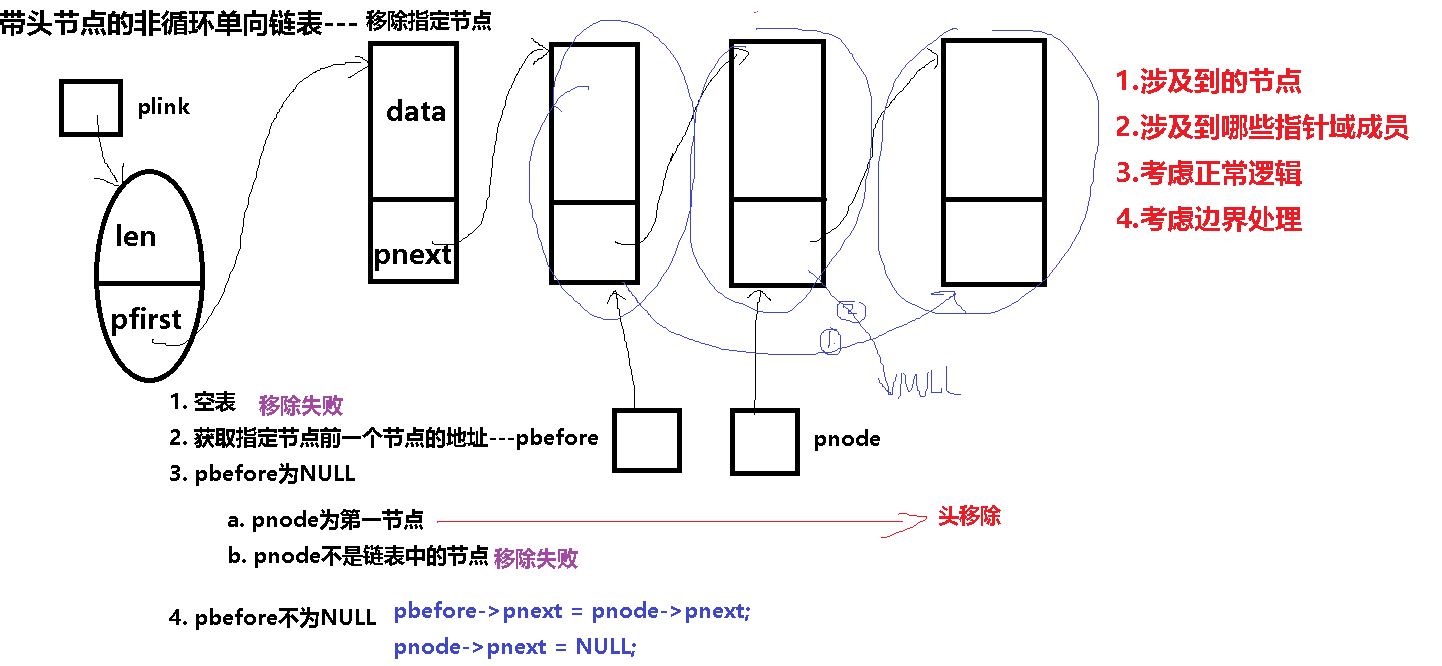 带头节点的非循环单向链表--- 移除指定节点
plink
data
pnext
len
pfirst
1.涉及到的节点
2.涉及到哪些指针域成员
3.考虑正常逻辑
4.考虑边界处理
②
①
NULL
1. 空表 移除失败
2. 获取指定节点前一个节点的地址---pbefore
pnode
3. pbefore为NULL
a. pnode为第一节点
头移除
b. pnode不是链表中的节点 移除失败
4. pbefore不为NULL
pbefore->pnext = pnode->pnext;
pnode->pnext = NULL;